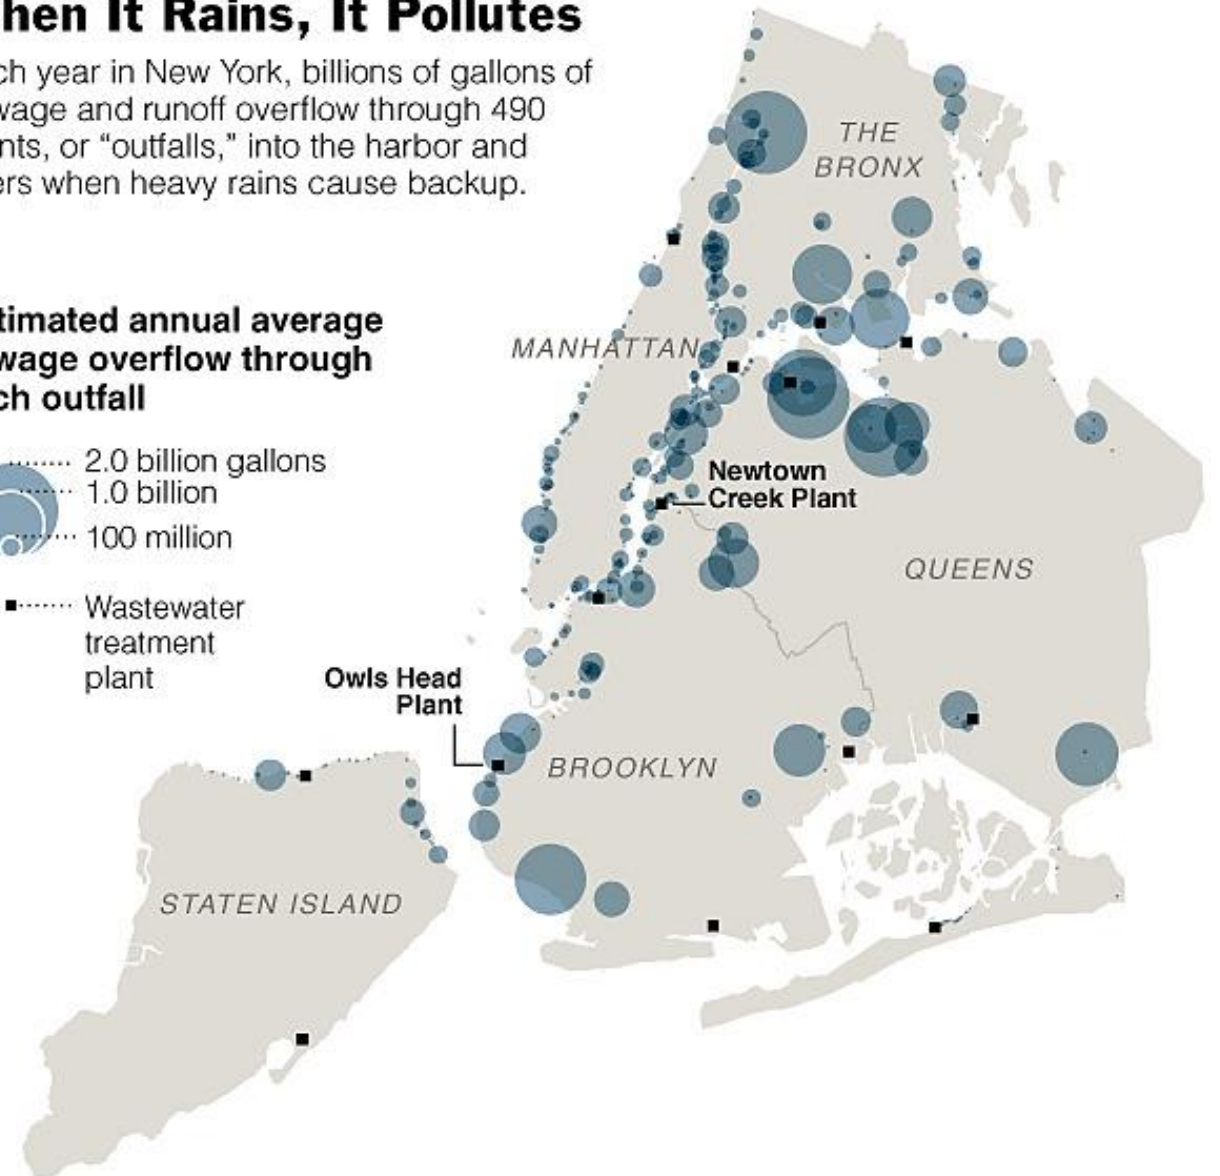 hen It Rains, It Pollutes
ch year in New York, billions of gallons of
wage and runoff overflow through 490
nts, or “outfalls,” into the harbor and
ers when heavy rains cause backup.
timated annual average
wage overflow through
ch outfall
2.0 billion gallons
1.0 billion
100 million
Wastewater
treatment
plant
THE
BRONX
MANHATTAN
Newtown
Creek Plant
QUEENS
Owls Head
Plant
BROOKLYN
STATEN ISLAND